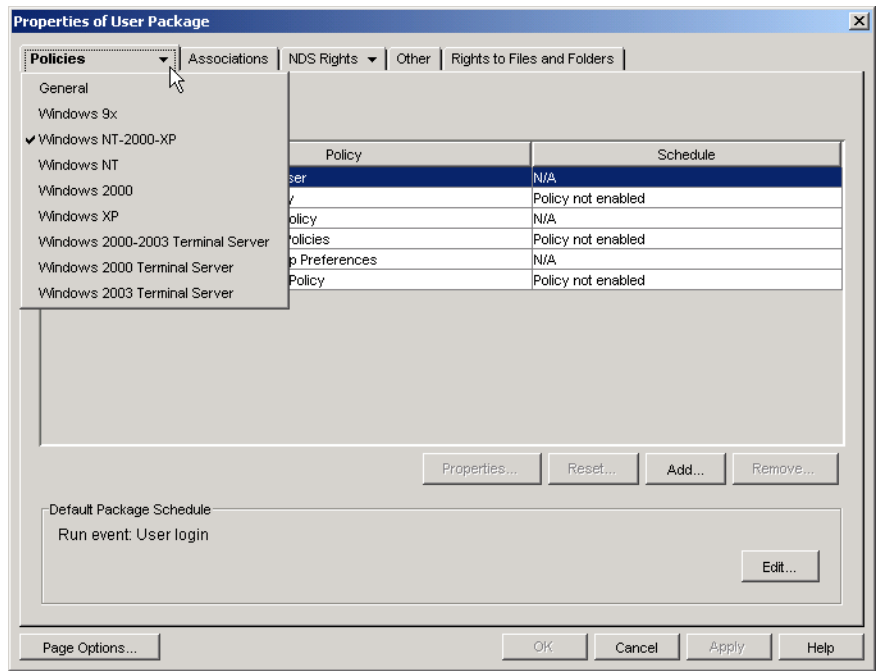 Properties of User Package
Policies Associations NDS Rights Other Rights to Files and Folders
General
Windows 9x
Windows NT-2000-XP
Windows NT
Windows 2000
Windows XP
Windows 2000-2003 Terminal Server
Windows 2000 Terminal Server
Windows 2003 Terminal Server
Policy Schedule
ser N/A
y Policy not enabled
olicy N/A
Policies Policy not enabled
p Preferences N/A
Policy Policy not enabled
Properties... Reset... Add... Remove...
Default Package Schedule
Run event: User login
Edit...
Page Options... OK Cancel Apply Help